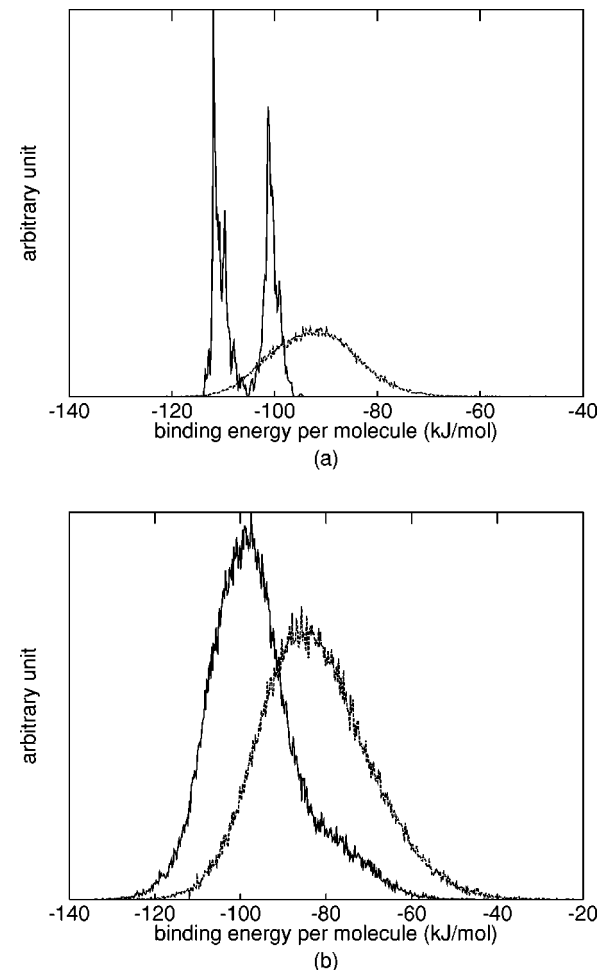 arbitrary unit
-140 -120 -100 -80 -60 -40
binding energy per molecule (kJ/mol)
(a)
arbitrary unit
-140 -120 -100 -80 -60 -40 -20
binding energy per molecule (kJ/mol)
(b)